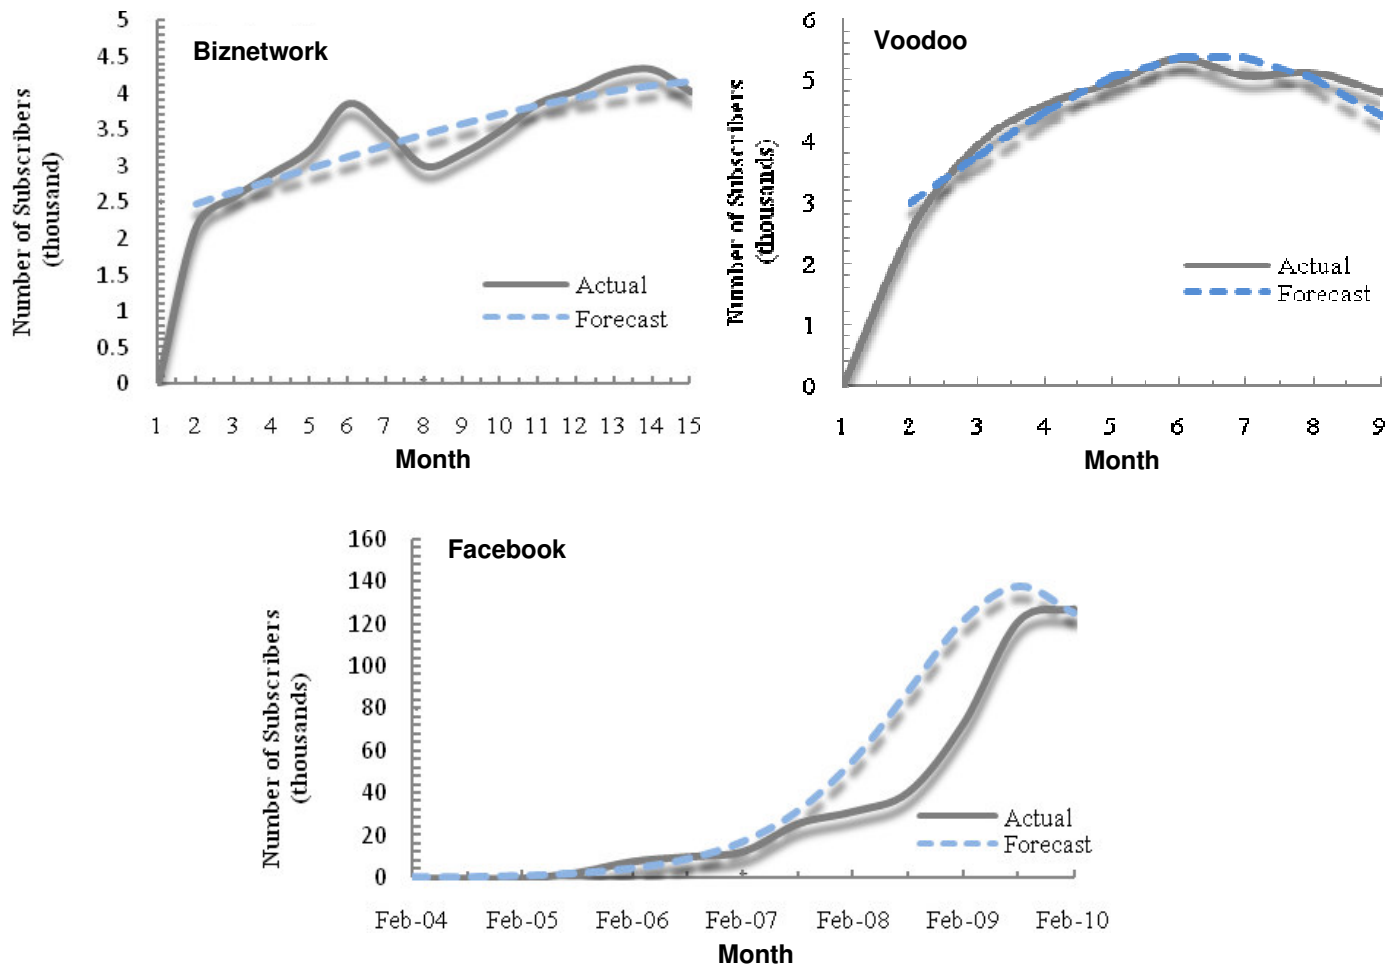 Biznetwork
Number of Subscribers
(thousand)
5
4.5
4
3.5
3
2.5
2
1.5
1
0.5
0
Actual
Forecast
1 2 3 4 5 6 7 8 9 10 11 12 13 14 15
Month
Voodoo
Number of Subscribers
(thousands)
6
5
4
3
2
1
0
Actual
Forecast
1 2 3 4 5 6 7 8 9
Month
Facebook
Number of Subscribers
(thousands)
160
140
120
100
80
60
40
20
0
Actual
Forecast
Feb-04 Feb-05 Feb-06 Feb-07 Feb-08 Feb-09 Feb-10
Month